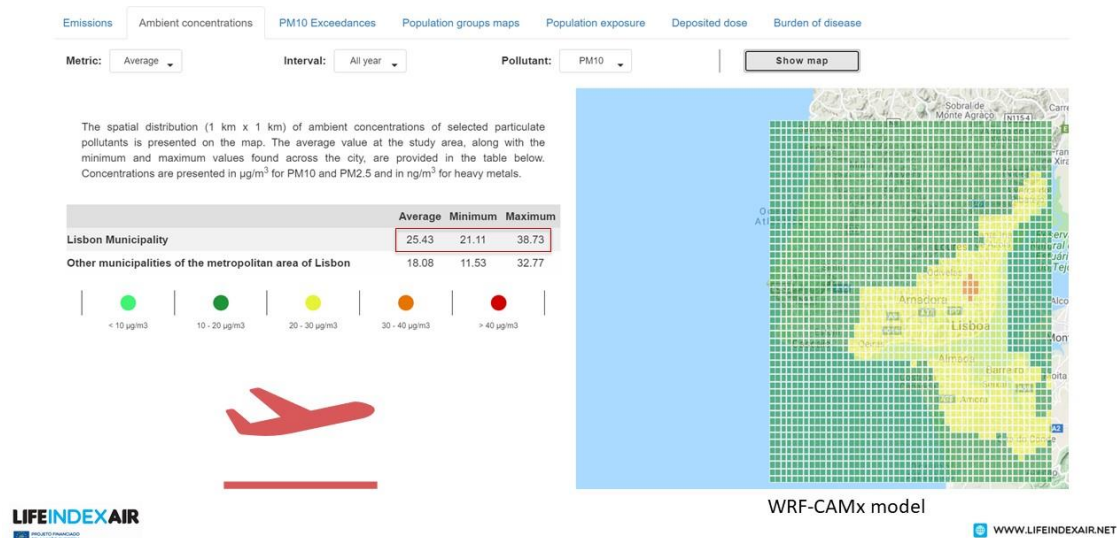 Emissions Ambient concentrations PM10 Exceedances Population groups maps Population exposure Deposited dose Burden of disease
Metric: Average Interval: All year Pollutant: PM10 Show map
The spatial distribution (1 km x 1 km) of ambient concentrations of selected particulate
pollutants is presented on the map. The average value at the study area, along with the
minimum and maximum values found across the city, are provided in the table below.
Concentrations are presented in µg/m³ for PM10 and PM2.5 and in ng/m³ for heavy metals.
Average Minimum Maximum
Lisbon Municipality 25.43 21.11 38.73
Other municipalities of the metropolitan area of Lisbon 18.08 11.53 32.77
< 10 µg/m3 10 - 20 µg/m3 20 - 30 µg/m3 30 - 40 µg/m3 > 40 µg/m3
Sobral de
Monte Agraço
N115-4
Amadora
Lisboa
Almada
Barreiro
A2
WRF-CAMx model
LIFEINDEXAIR
PROJETO FINANCIADO
WWW.LIFEINDEXAIR.NET